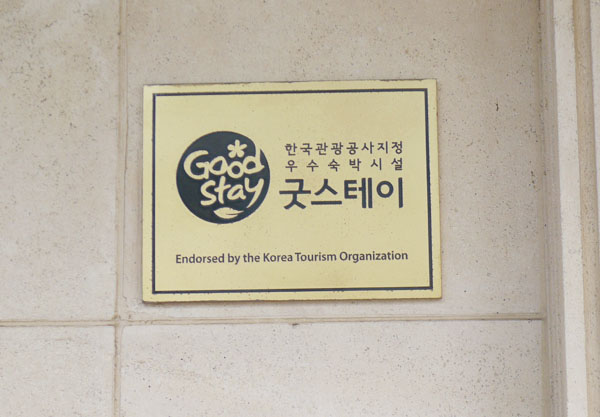 Good
stay
한국관광공사지정
우수숙박시설
굿스테이
Endorsed by the Korea Tourism Organization